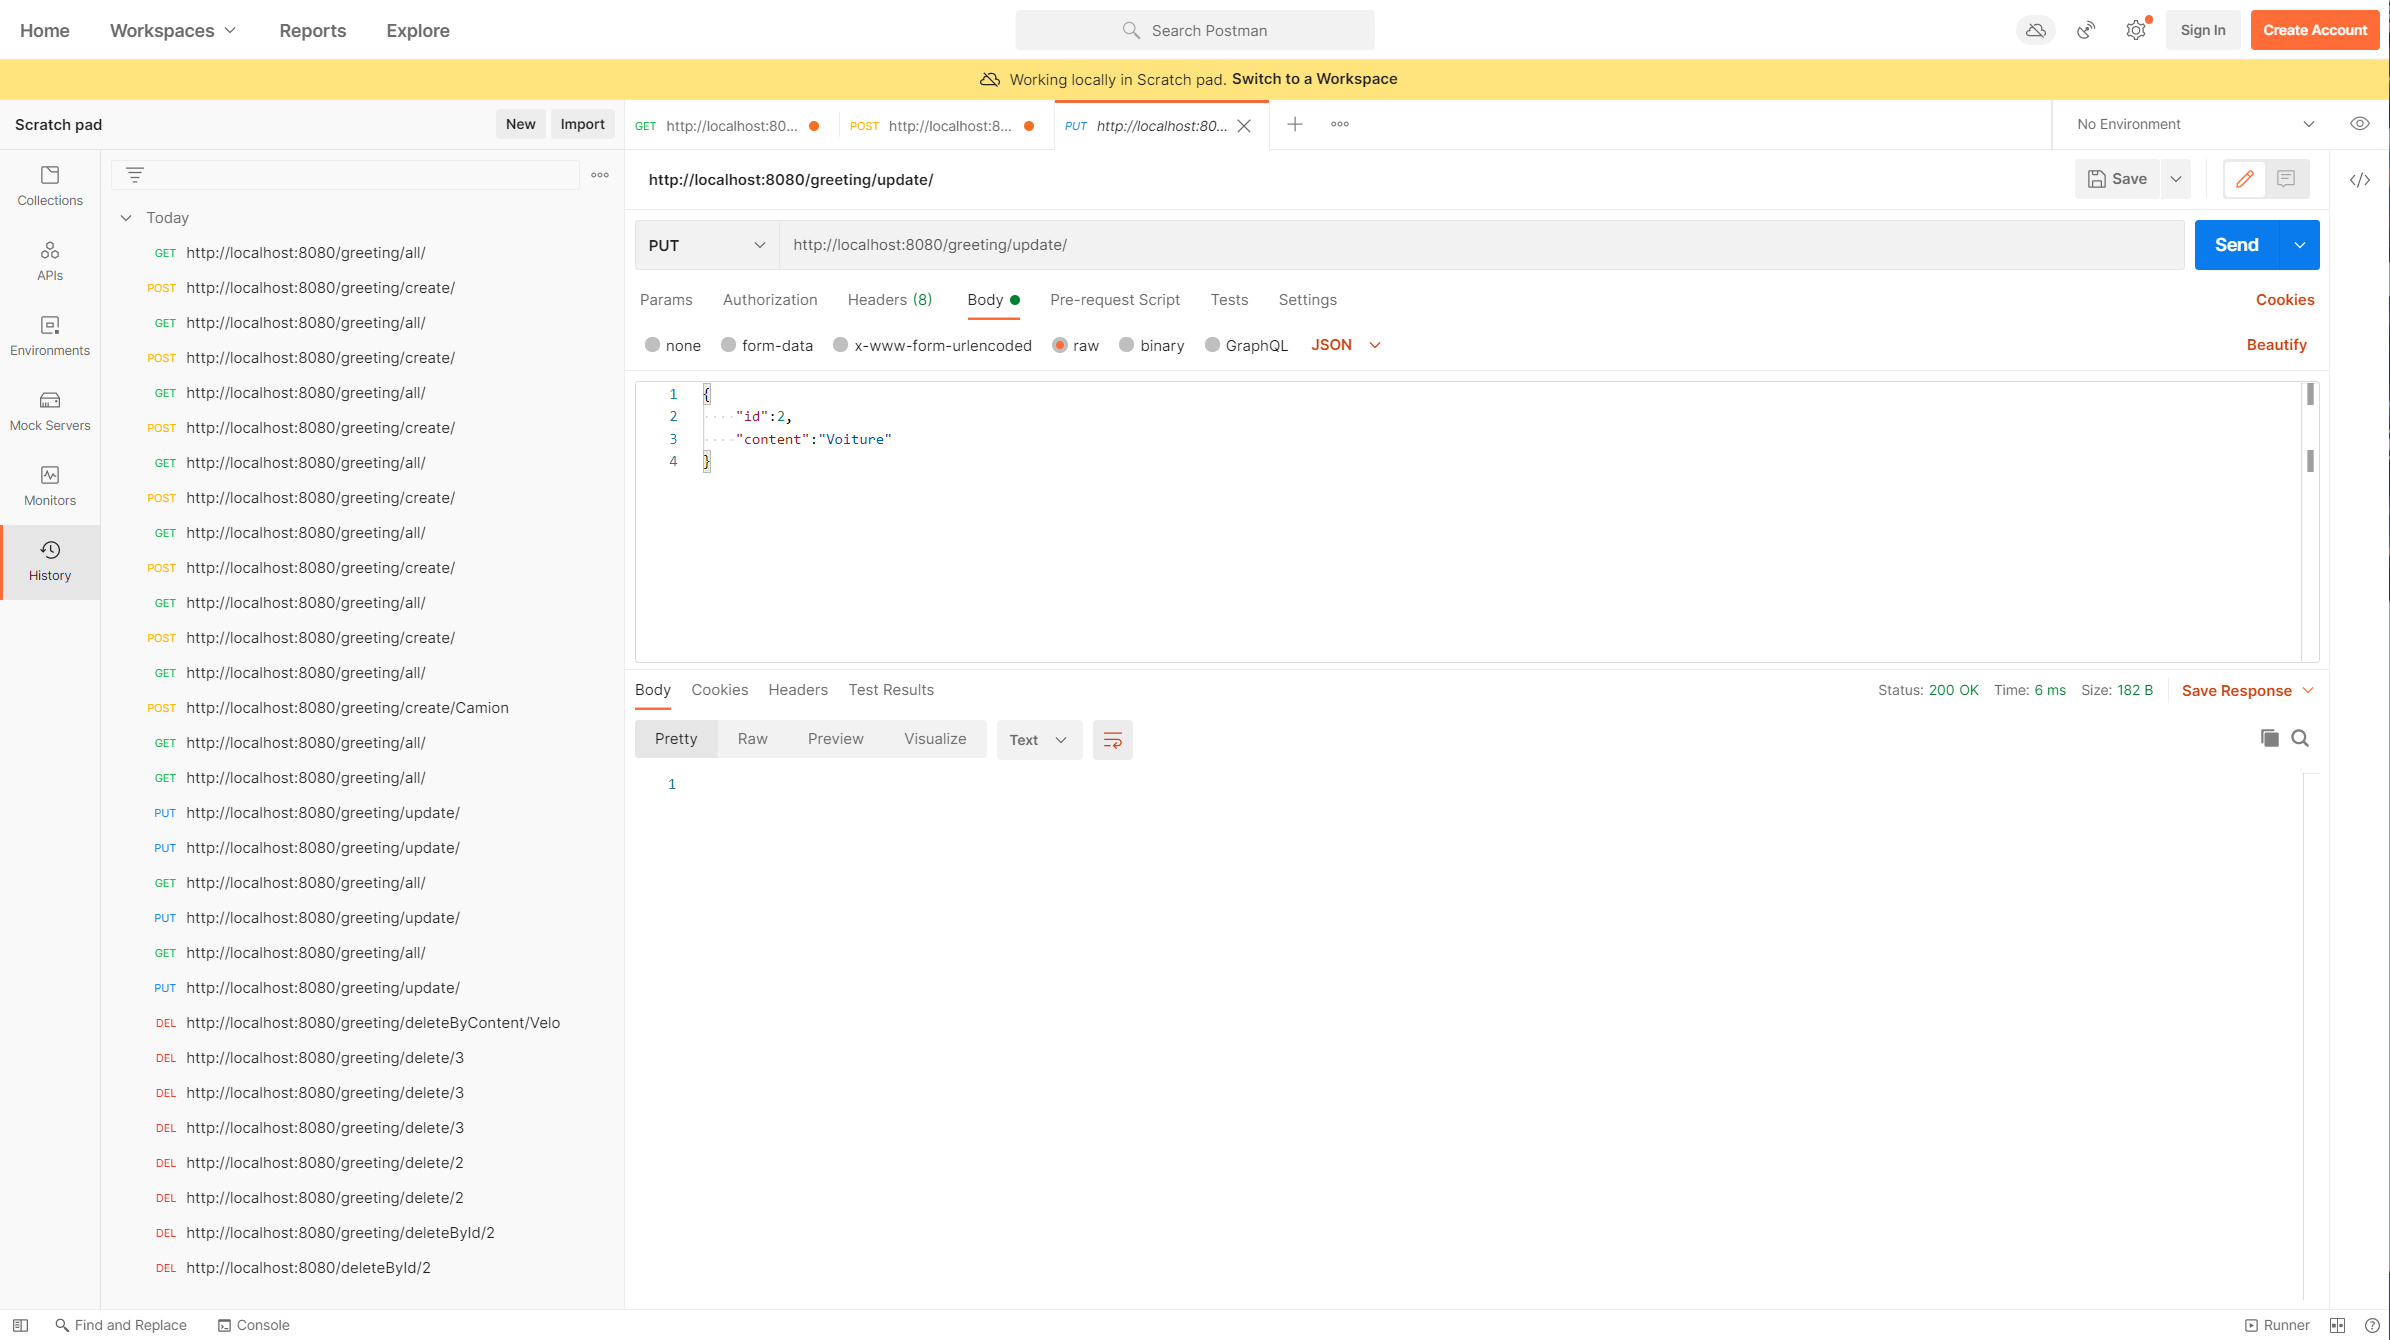 Home Workspaces Reports Explore Search Postman Sign In Create Account
Working locally in Scratch pad. Switch to a Workspace
Scratch pad New Import
GET http://localhost:80... POST http://localhost:8... PUT http://localhost:80... No Environment
Collections
APIs
Environments
Mock Servers
Monitors
History
Today
GET http://localhost:8080/greeting/all/
POST http://localhost:8080/greeting/create/
GET http://localhost:8080/greeting/all/
POST http://localhost:8080/greeting/create/
GET http://localhost:8080/greeting/all/
POST http://localhost:8080/greeting/create/
GET http://localhost:8080/greeting/all/
POST http://localhost:8080/greeting/create/
GET http://localhost:8080/greeting/all/
POST http://localhost:8080/greeting/create/
GET http://localhost:8080/greeting/all/
POST http://localhost:8080/greeting/create/
GET http://localhost:8080/greeting/all/
POST http://localhost:8080/greeting/create/Camion
GET http://localhost:8080/greeting/all/
GET http://localhost:8080/greeting/all/
PUT http://localhost:8080/greeting/update/
PUT http://localhost:8080/greeting/update/
GET http://localhost:8080/greeting/all/
PUT http://localhost:8080/greeting/update/
GET http://localhost:8080/greeting/all/
PUT http://localhost:8080/greeting/update/
DEL http://localhost:8080/greeting/deleteByContent/Velo
DEL http://localhost:8080/greeting/delete/3
DEL http://localhost:8080/greeting/delete/3
DEL http://localhost:8080/greeting/delete/3
DEL http://localhost:8080/greeting/delete/2
DEL http://localhost:8080/greeting/delete/2
DEL http://localhost:8080/greeting/deleteById/2
DEL http://localhost:8080/deleteById/2
http://localhost:8080/greeting/update/ Save </>
PUT http://localhost:8080/greeting/update/ Send
Params Authorization Headers (8) Body Pre-request Script Tests Settings Cookies
none form-data x-www-form-urlencoded raw binary GraphQL JSON Beautify
1 {
2 "id":2,
3 "content":"Voiture"
4 }
Body Cookies Headers Test Results Status: 200 OK Time: 6 ms Size: 182 B Save Response
Pretty Raw Preview Visualize Text
1
Find and Replace Console Runner